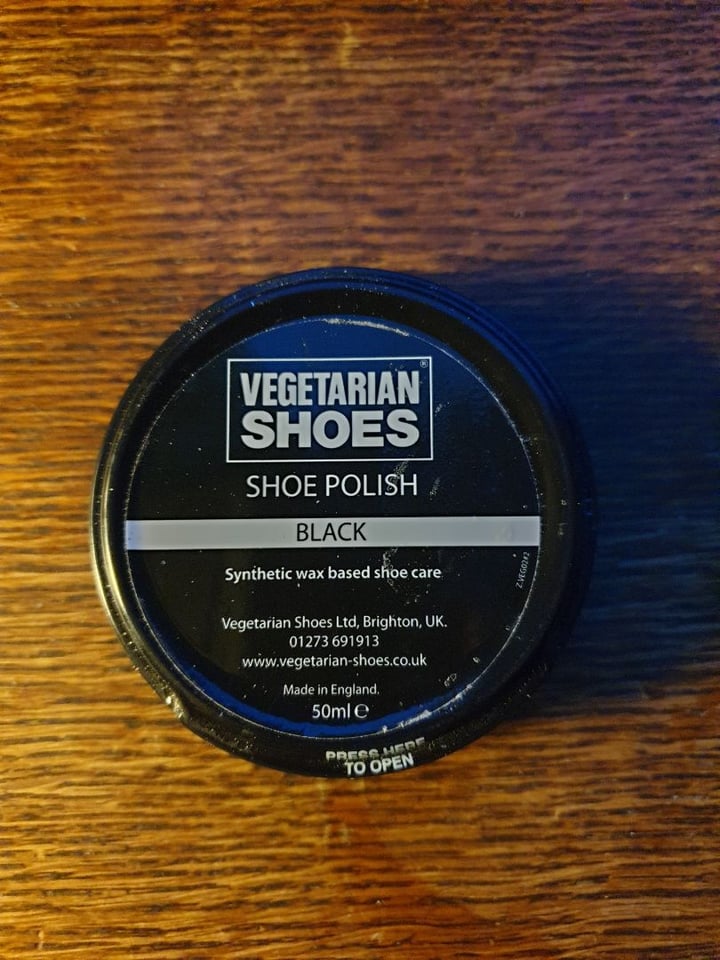 VEGETARIAN®
SHOES
SHOE POLISH
BLACK
Synthetic wax based shoe care
Vegetarian Shoes Ltd, Brighton, UK.
01273 691913
www.vegetarian-shoes.co.uk
Made in England.
50ml ℮
PRESS HERE
TO OPEN